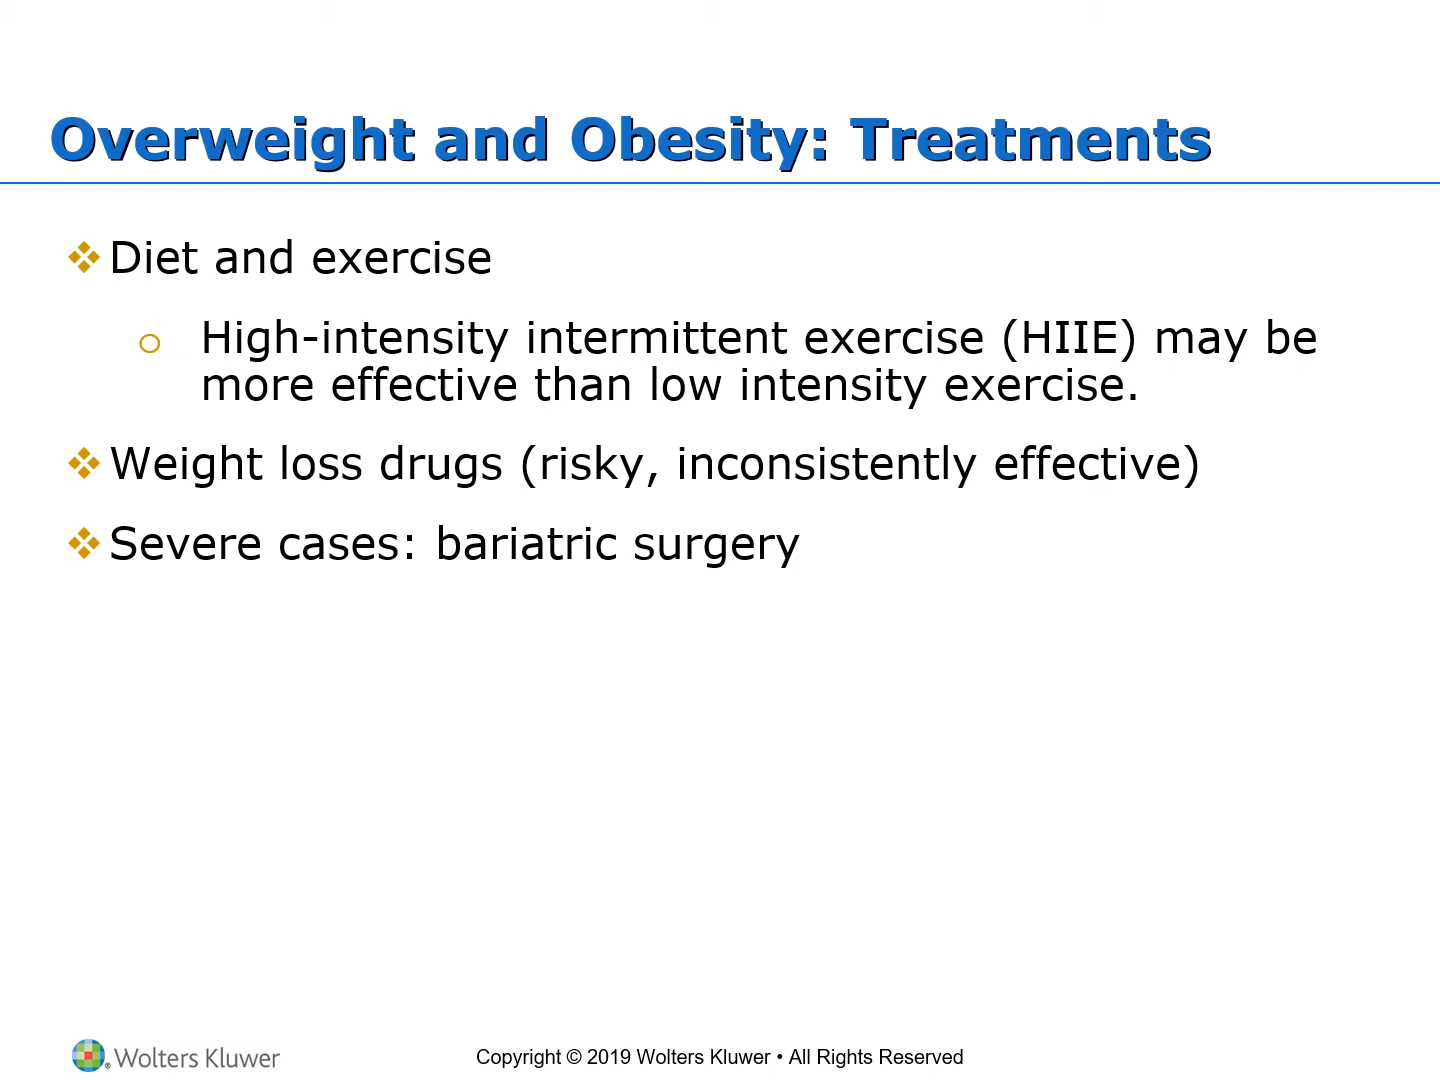 Overweight and Obesity: Treatments
❖ Diet and exercise
o High-intensity intermittent exercise (HIIE) may be
more effective than low intensity exercise.
❖ Weight loss drugs (risky, inconsistently effective)
❖ Severe cases: bariatric surgery
® Wolters Kluwer
Copyright © 2019 Wolters Kluwer • All Rights Reserved